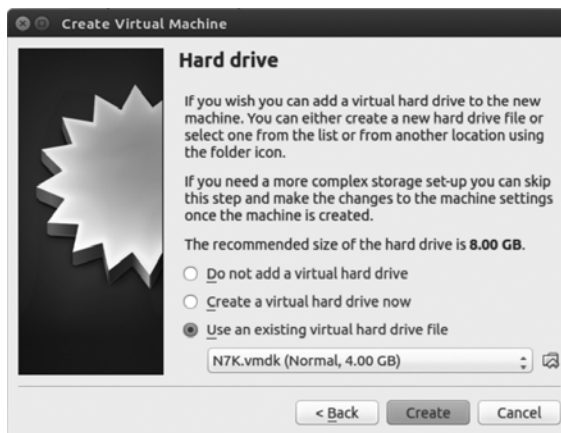 Create Virtual Machine
Hard drive
If you wish you can add a virtual hard drive to the new
machine. You can either create a new hard drive file or
select one from the list or from another location using
the folder icon.
If you need a more complex storage set-up you can skip
this step and make the changes to the machine settings
once the machine is created.
The recommended size of the hard drive is 8.00 GB.
Do not add a virtual hard drive
Create a virtual hard drive now
Use an existing virtual hard drive file
N7K.vmdk (Normal, 4.00 GB)
< Back Create Cancel